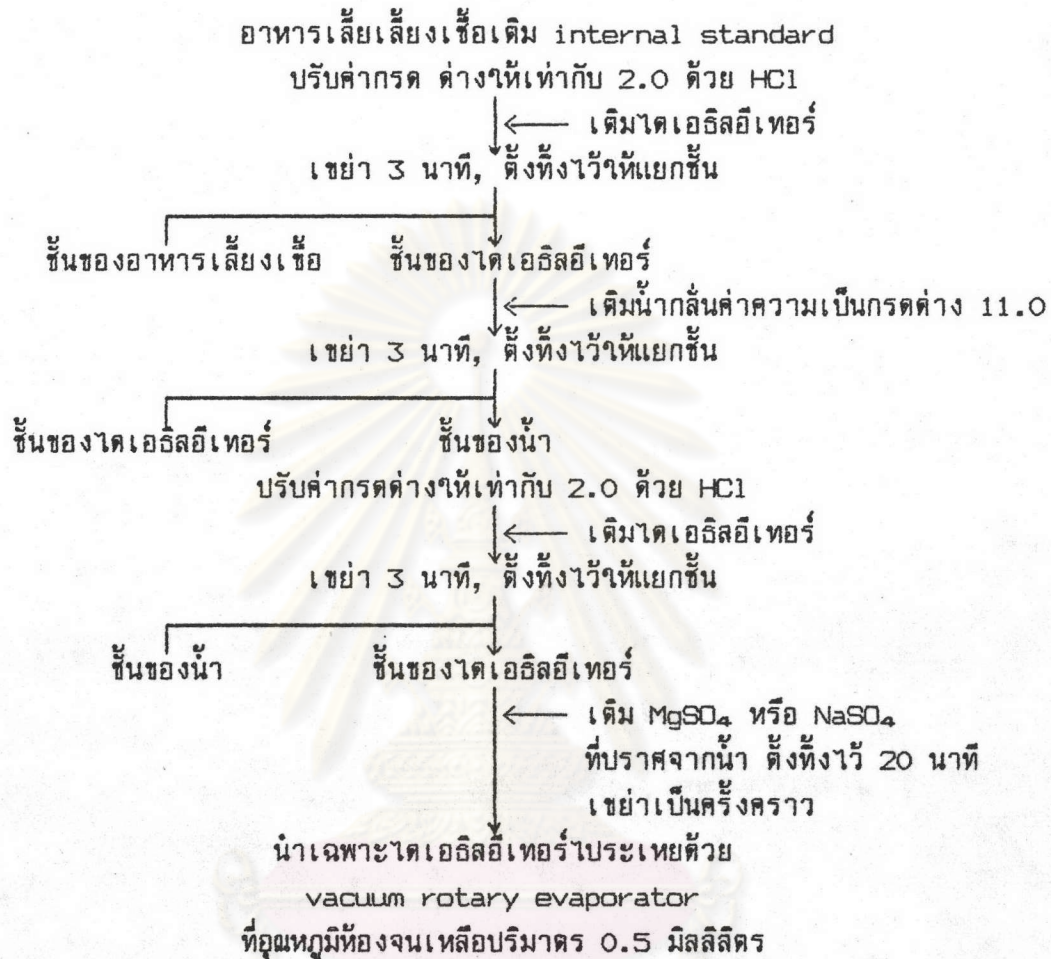 อาหารเลี้ยเลี้ยงเชื้อเติม internal standard
ปรับค่ากรด ด่างให้เท่ากับ 2.0 ด้วย HCl
เติมไดเอธิลอีเทอร์
เขย่า 3 นาที, ตั้งทิ้งไว้ให้แยกชั้น
ชั้นของอาหารเลี้ยงเชื้อ ชั้นของไดเอธิลอีเทอร์
เติมน้ำกลั่นค่าความเป็นกรดด่าง 11.0
เขย่า 3 นาที, ตั้งทิ้งไว้ให้แยกชั้น
ชั้นของไดเอธิลอีเทอร์ ชั้นของน้ำ
ปรับค่ากรดด่างให้เท่ากับ 2.0 ด้วย HCl
เติมไดเอธิลอีเทอร์
เขย่า 3 นาที, ตั้งทิ้งไว้ให้แยกชั้น
ชั้นของน้ำ ชั้นของไดเอธิลอีเทอร์
เติม MgSO₄ หรือ NaSO₄
ที่ปราศจากน้ำ ตั้งทิ้งไว้ 20 นาที
เขย่าเป็นครั้งคราว
นำเฉพาะไดเอธิลอีเทอร์ไประเหยด้วย
vacuum rotary evaporator
ที่อุณหภูมิห้องจนเหลือปริมาตร 0.5 มิลลิลิตร